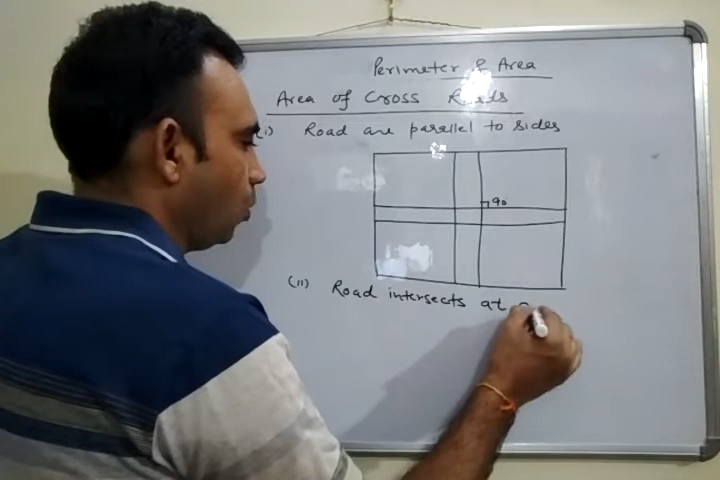 Perimeter & Area
Area of Cross Roads
(i) Road are parallel to sides
90
(ii) Road intersects at